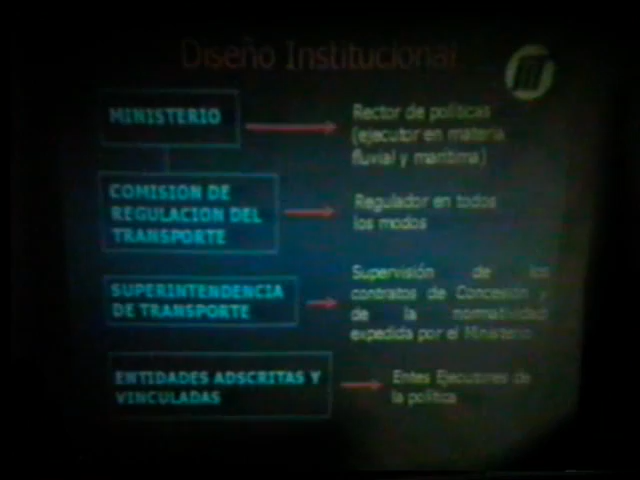 Diseño Institucional
MINISTERIO
Rector de políticas
(ejecutor en materia
fluvial y marítima)
COMISION DE
REGULACION DEL
TRANSPORTE
Regulador en todos
los modos
SUPERINTENDENCIA
DE TRANSPORTE
Supervisión de los
contratos de Concesión y
de la normatividad
expedida por el Ministerio
ENTIDADES ADSCRITAS Y
VINCULADAS
Entes Ejecutores de
la política